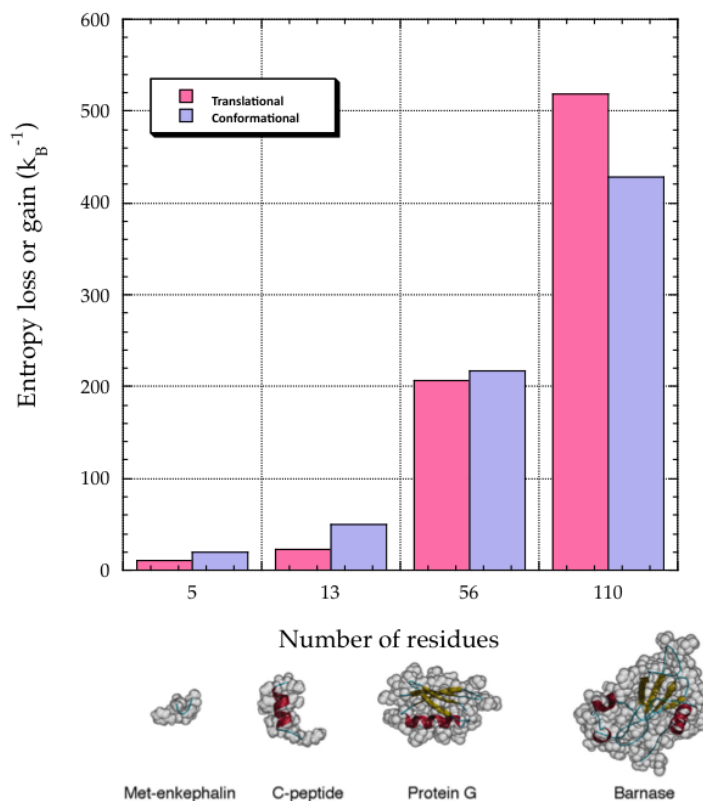 600
500
400
300
200
100
0
Entropy loss or gain (k_B^-1)
Translational
Conformational
5 13 56 110
Number of residues
Met-enkephalin C-peptide Protein G Barnase